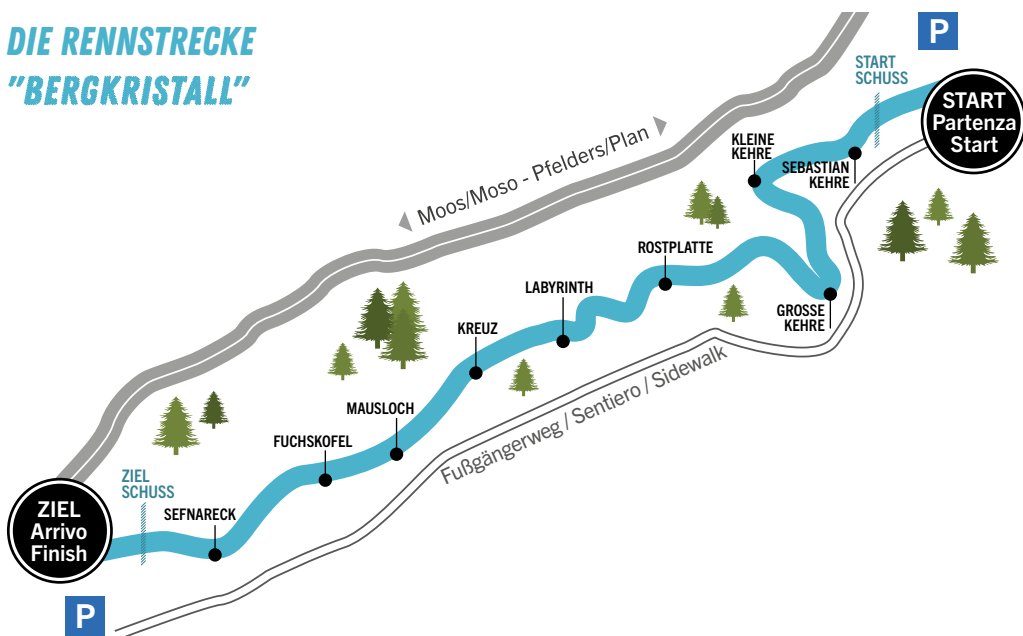 DIE RENNSTRECKE
"BERGKRISTALL"
P
START
SCHUSS
START
Partenza
Start
KLEINE
KEHRE
SEBASTIAN
KEHRE
Moos/Moso - Pfelders/Plan
ROSTPLATTE
LABYRINTH
GROSSE
KEHRE
KREUZ
MAUSLOCH
Fußgängerweg / Sentiero / Sidewalk
FUCHSKOFEL
ZIEL
SCHUSS
SEFNARECK
ZIEL
Arrivo
Finish
P